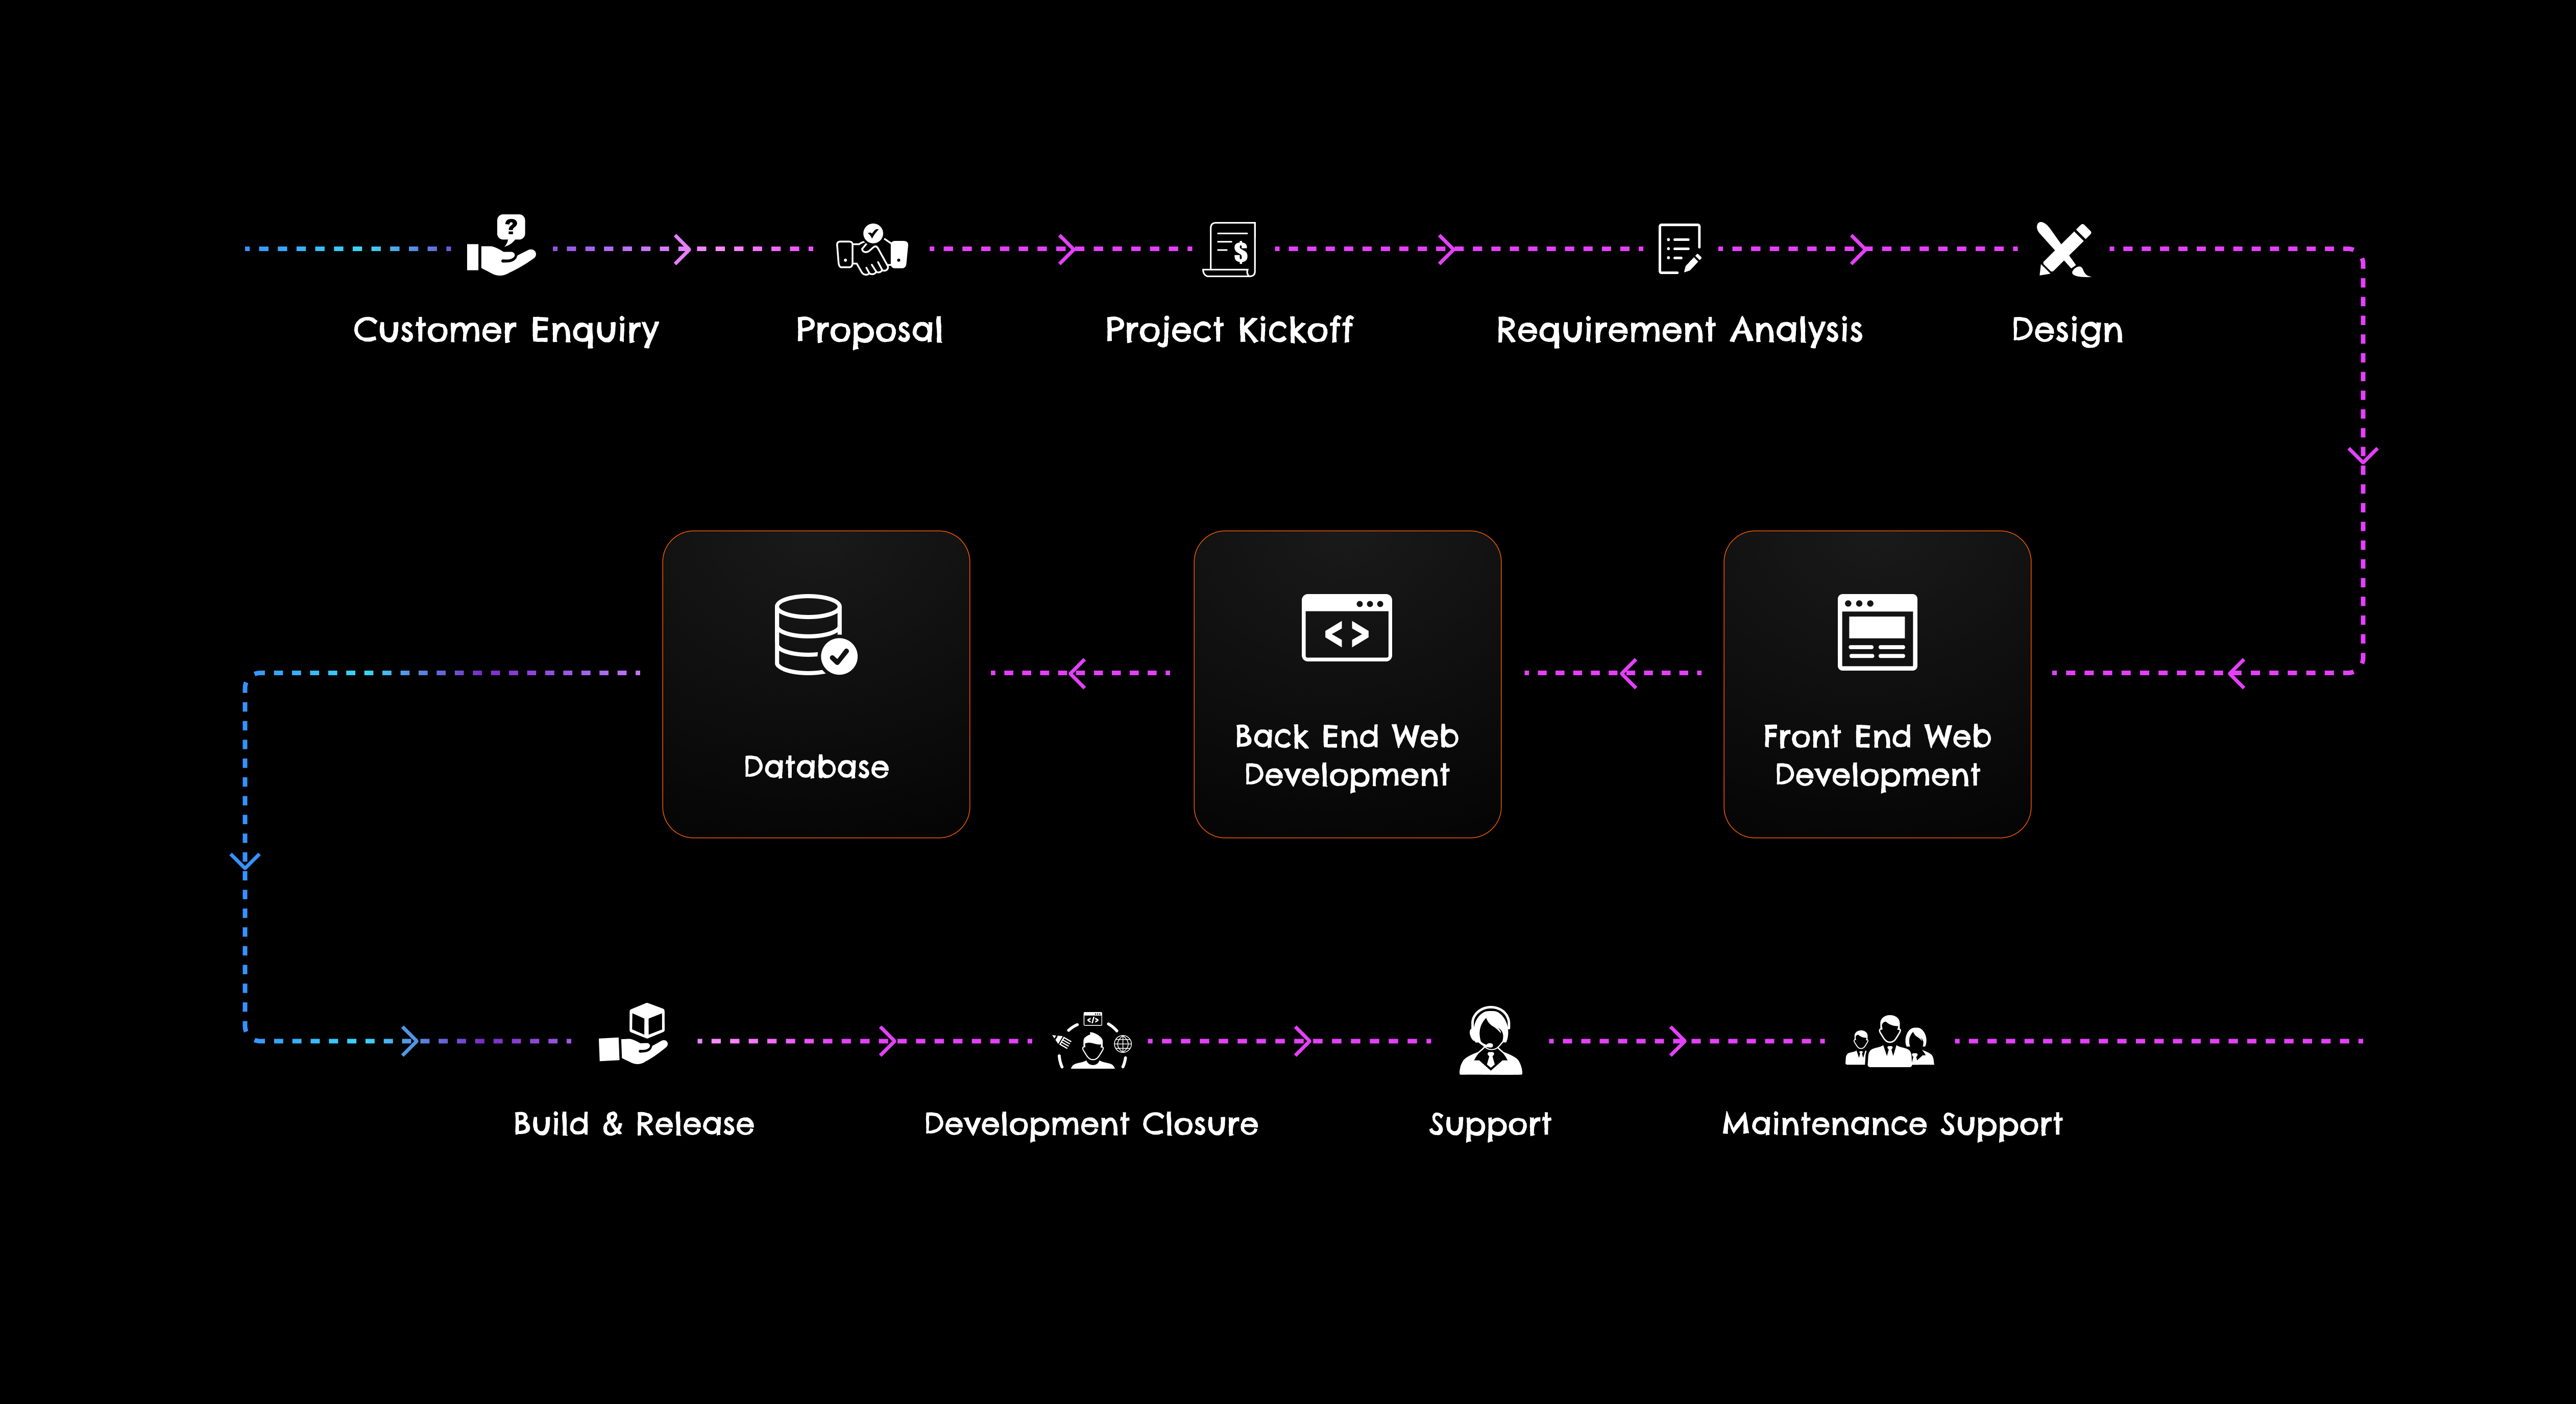 ?
Customer Enquiry
Proposal
$
Project Kickoff
Requirement Analysis
Design
Front End Web
Development
< >
Back End Web
Development
Database
Build & Release
</>
Development Closure
Support
Maintenance Support